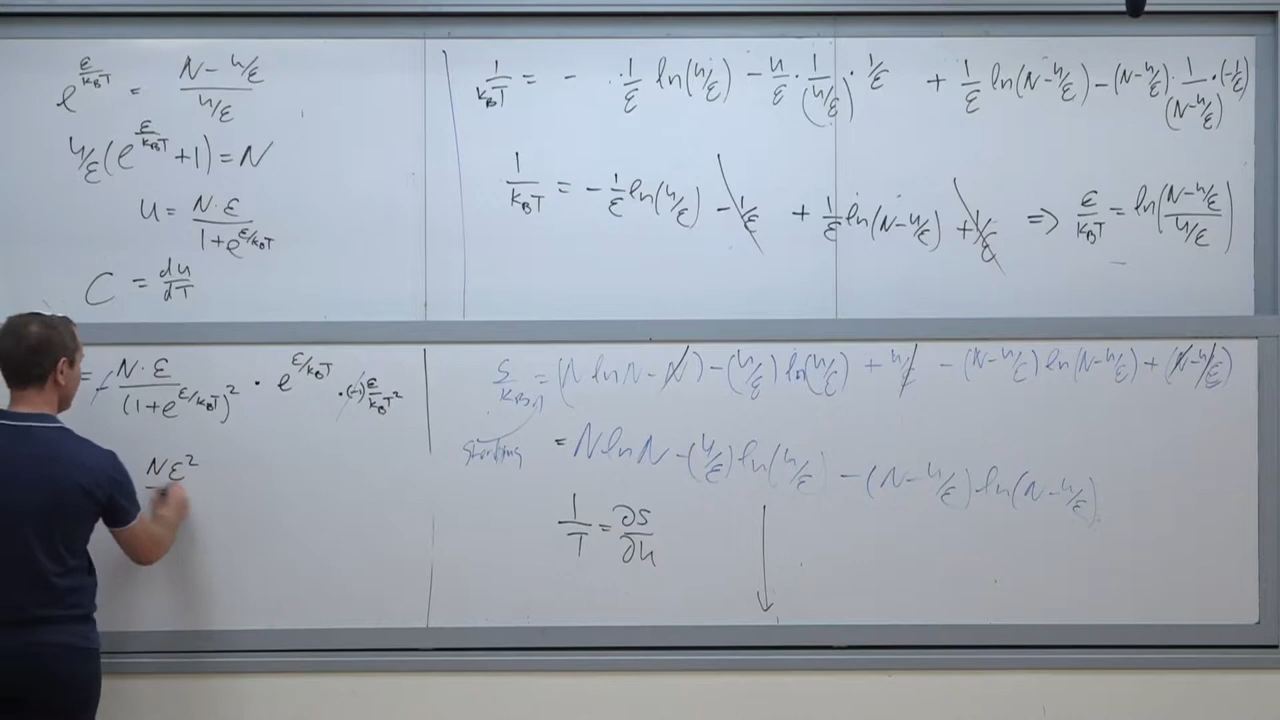 e^{ε/k_BT} = (N - u/ε)/(u/ε)
u/ε (e^{ε/k_BT} + 1) = N
u = N·ε/(1 + e^{ε/k_BT})
C = du/dT
1/k_BT = - · 1/ε ln(u/ε) - u/ε · 1/(u/ε) · 1/ε + 1/ε ln(N - u/ε) - (N - u/ε) · 1/(N - u/ε) · (-1/ε)
1/k_BT = - 1/ε ln(u/ε) - 1/ε + 1/ε ln(N - u/ε) + 1/ε ⇒ ε/k_BT = ln((N - u/ε)/(u/ε))
= - N·ε/(1 + e^{ε/k_BT})² · e^{ε/k_BT} · (-1) ε/k_BT²
Nε²
S/k_B = (N ln N - N) - (u/ε) ln(u/ε) + u/ε - (N - u/ε) ln(N - u/ε) + (N - u/ε)
Stirling = N ln N - (u/ε) ln(u/ε) - (N - u/ε) ln(N - u/ε)
1/T = ∂S/∂u